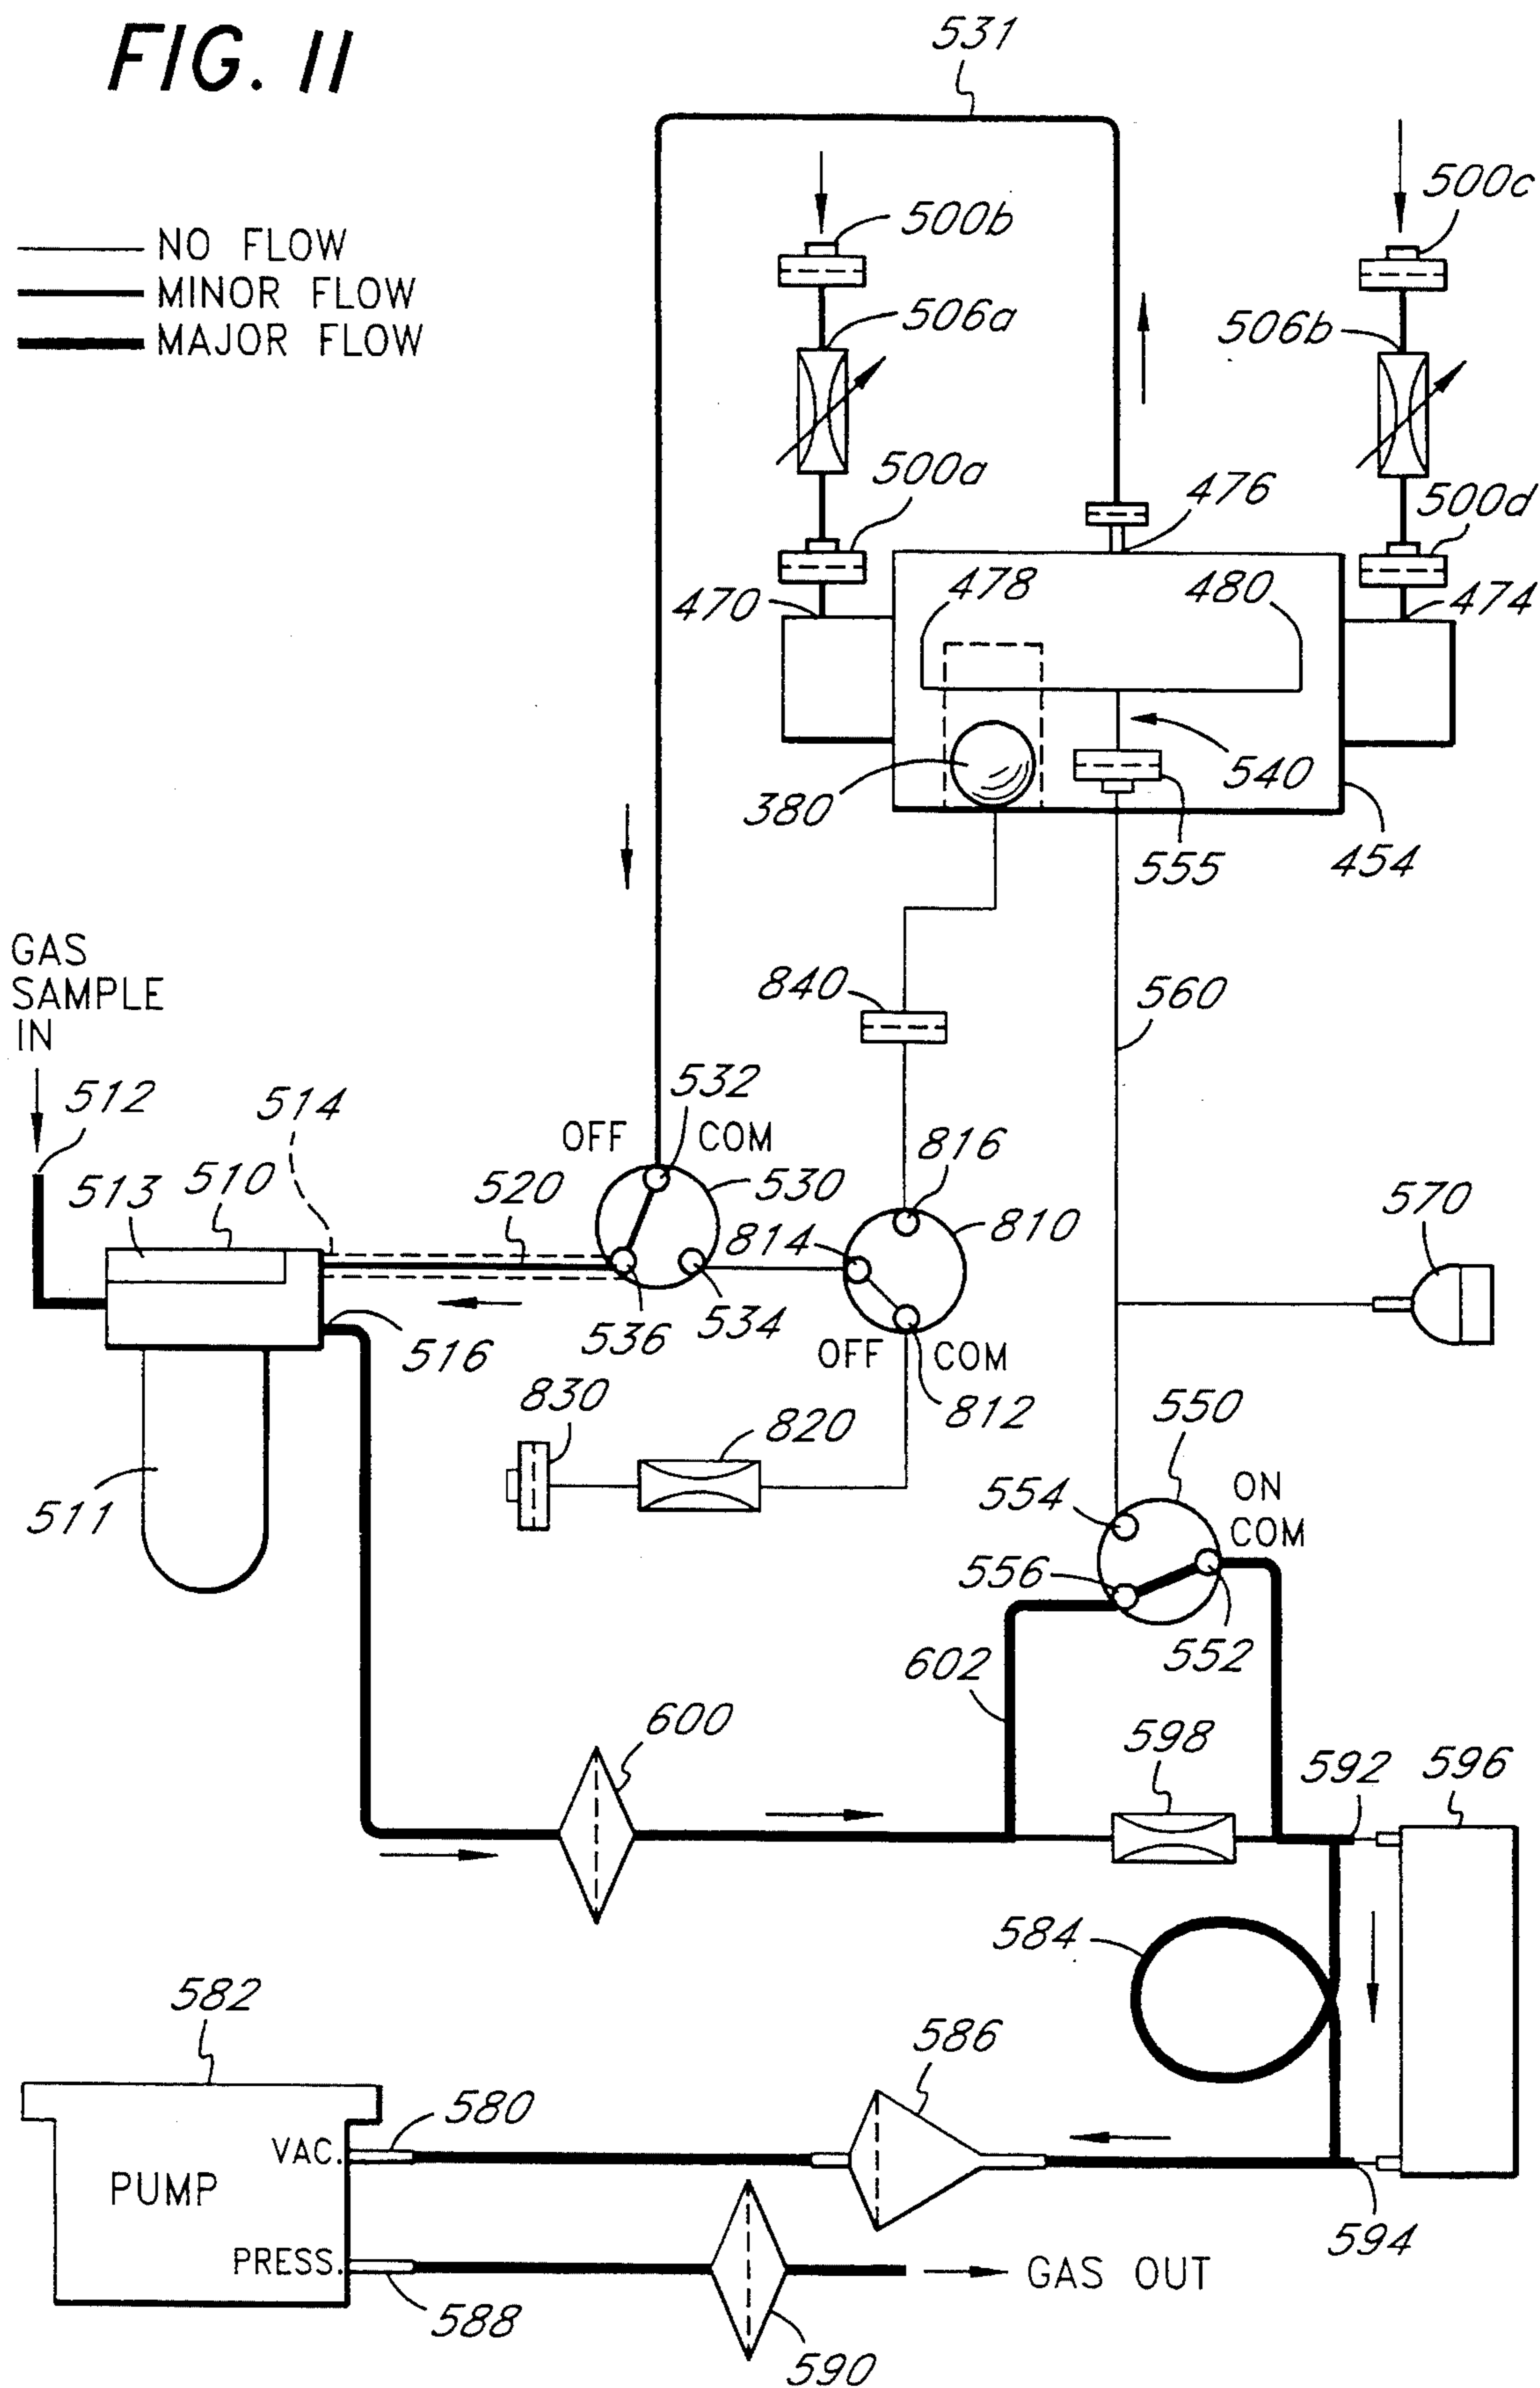 FIG. 11
531
NO FLOW
MINOR FLOW
MAJOR FLOW
500b
500c
506a
506b
500a
476
500d
470
478
480
474
380
540
555
454
GAS
SAMPLE
IN
840
560
512
514
532
OFF COM
513
510
520
530
816
570
814
810
516
536
534
OFF COM
812
830
820
550
511
554
ON
COM
556
552
602
600
598
592
596
584
582
586
580
VAC.
PUMP
PRESS.
594
GAS OUT
588
590